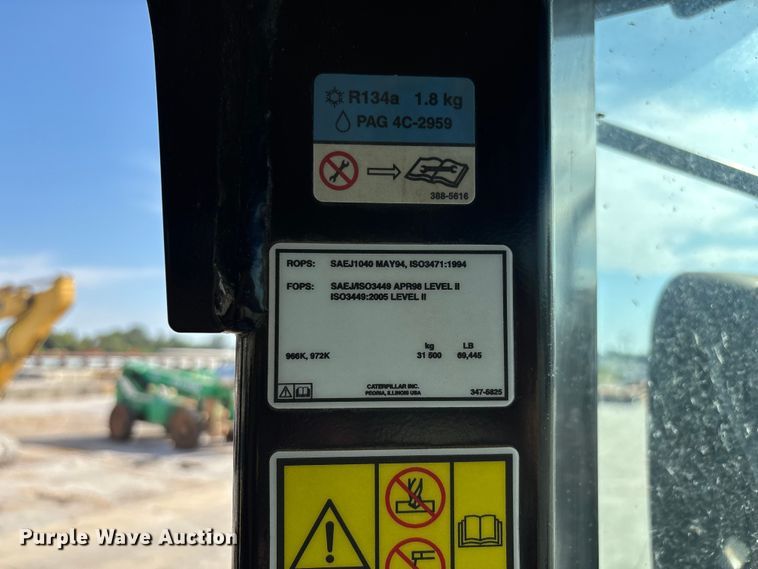 R134a 1.8 kg
PAG 4C-2959
388-5616
ROPS: SAEJ1040 MAY94, ISO3471:1994
FOPS: SAEJ/ISO3449 APR98 LEVEL II
ISO3449:2005 LEVEL II
kg LB
966K, 972K 31 500 69,445
CATERPILLAR INC.
PEORIA, ILLINOIS USA 347-6825
Purple Wave Auction